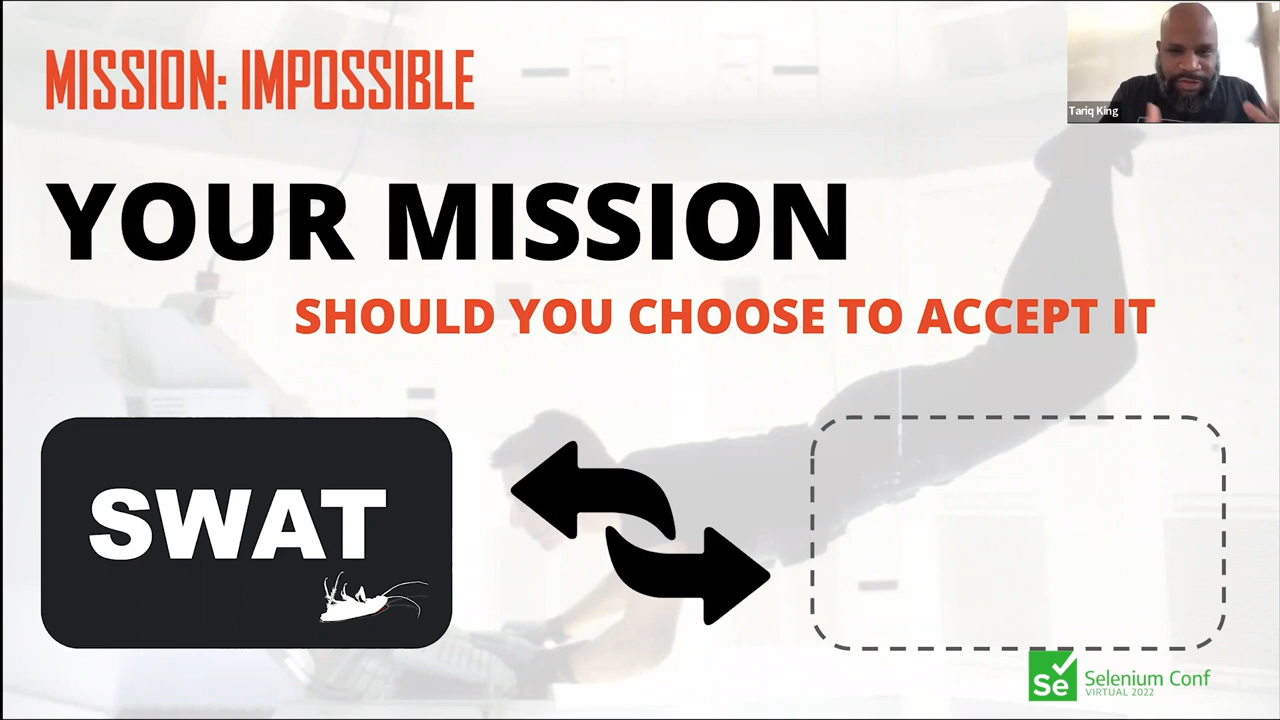 MISSION: IMPOSSIBLE
Tariq King
YOUR MISSION
SHOULD YOU CHOOSE TO ACCEPT IT
SWAT
Se
Selenium Conf
VIRTUAL 2022